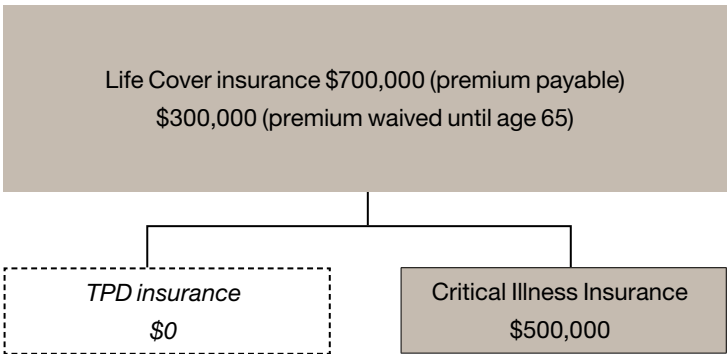 Life Cover insurance $700,000 (premium payable)
$300,000 (premium waived until age 65)
TPD insurance
$0
Critical Illness Insurance
$500,000